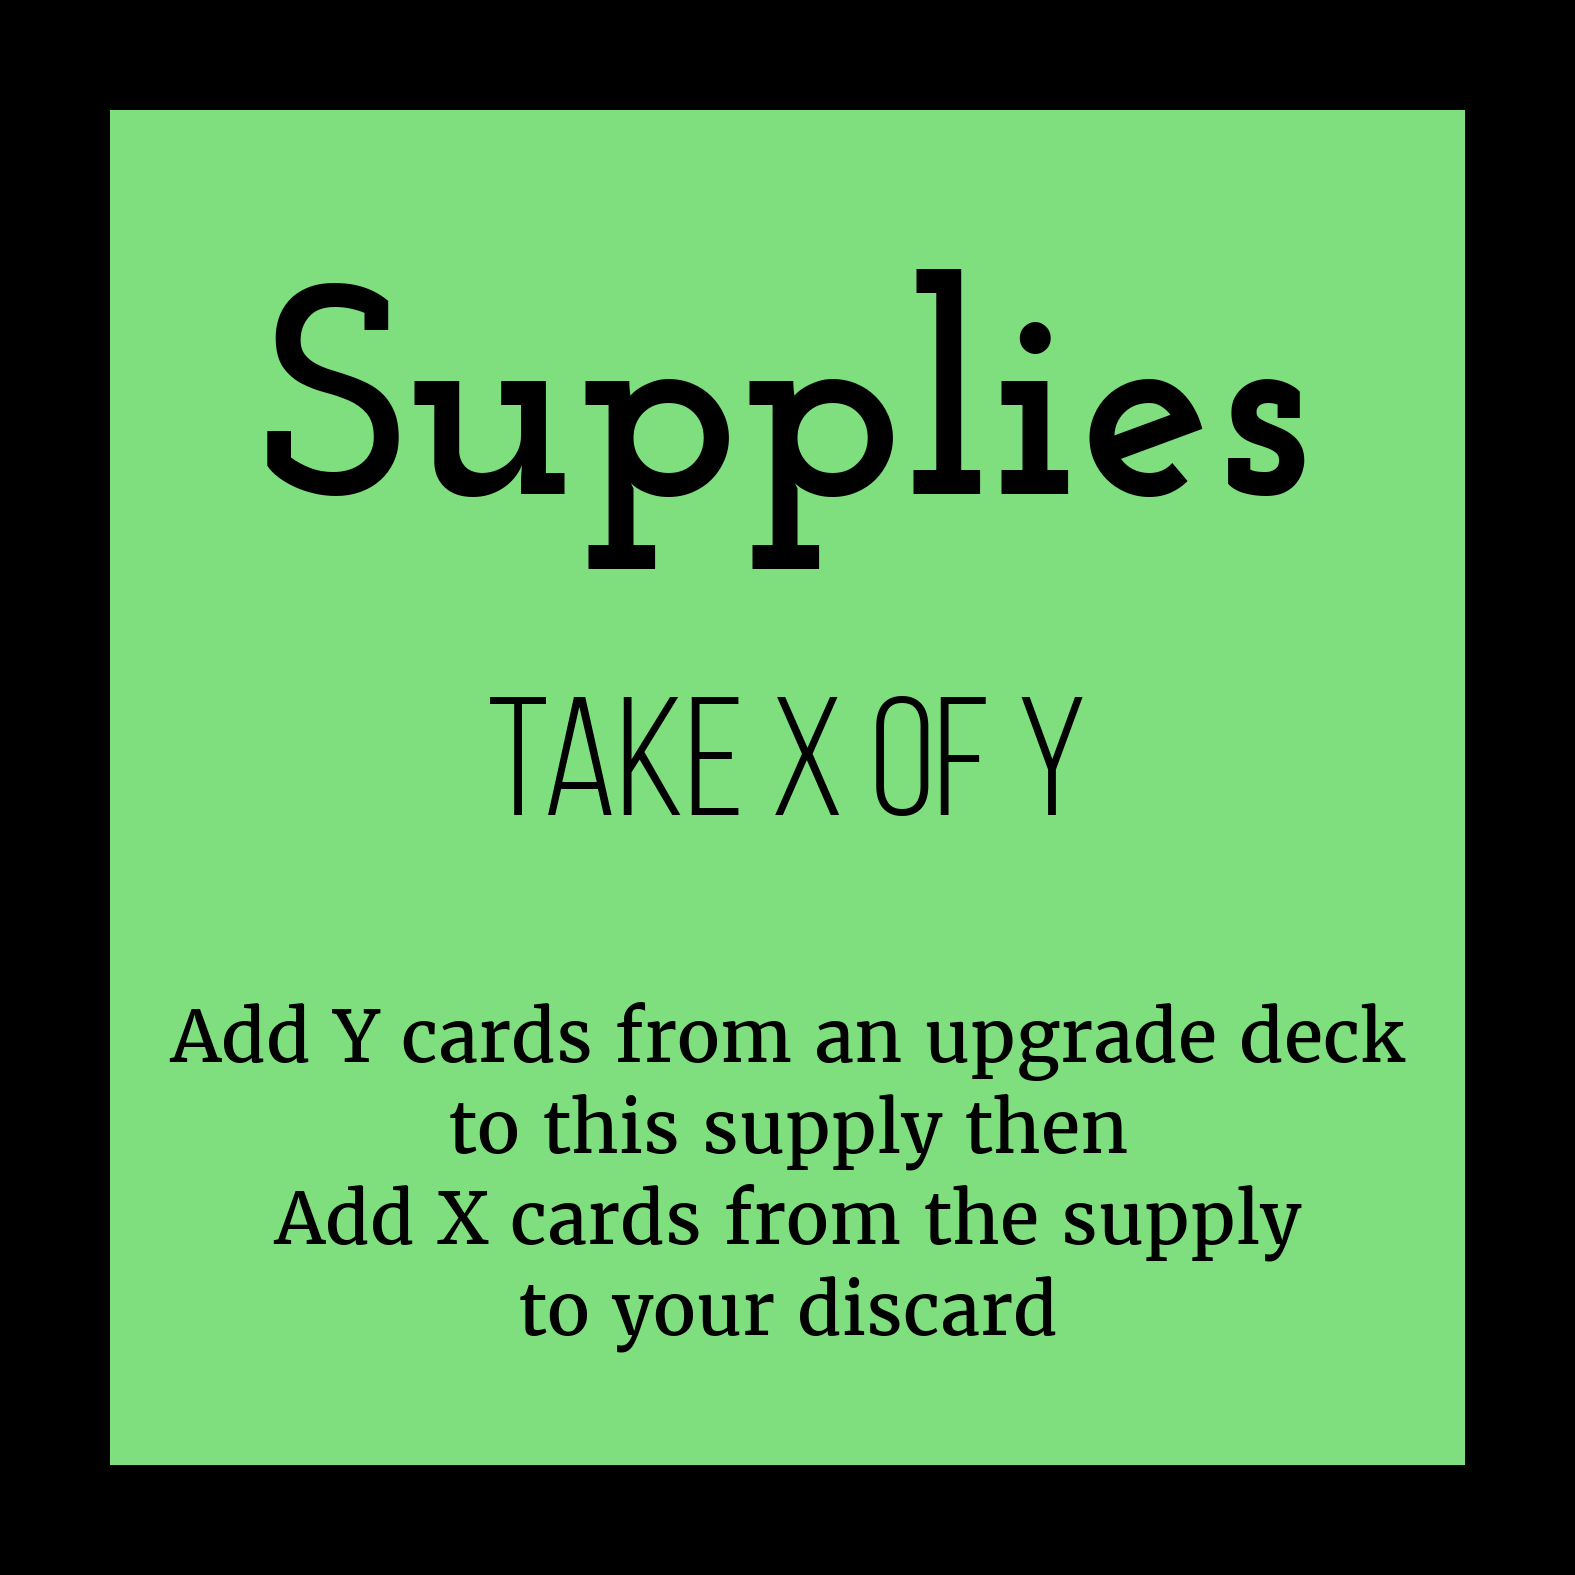 Supplies
TAKE X OF Y
Add Y cards from an upgrade deck
to this supply then
Add X cards from the supply
to your discard